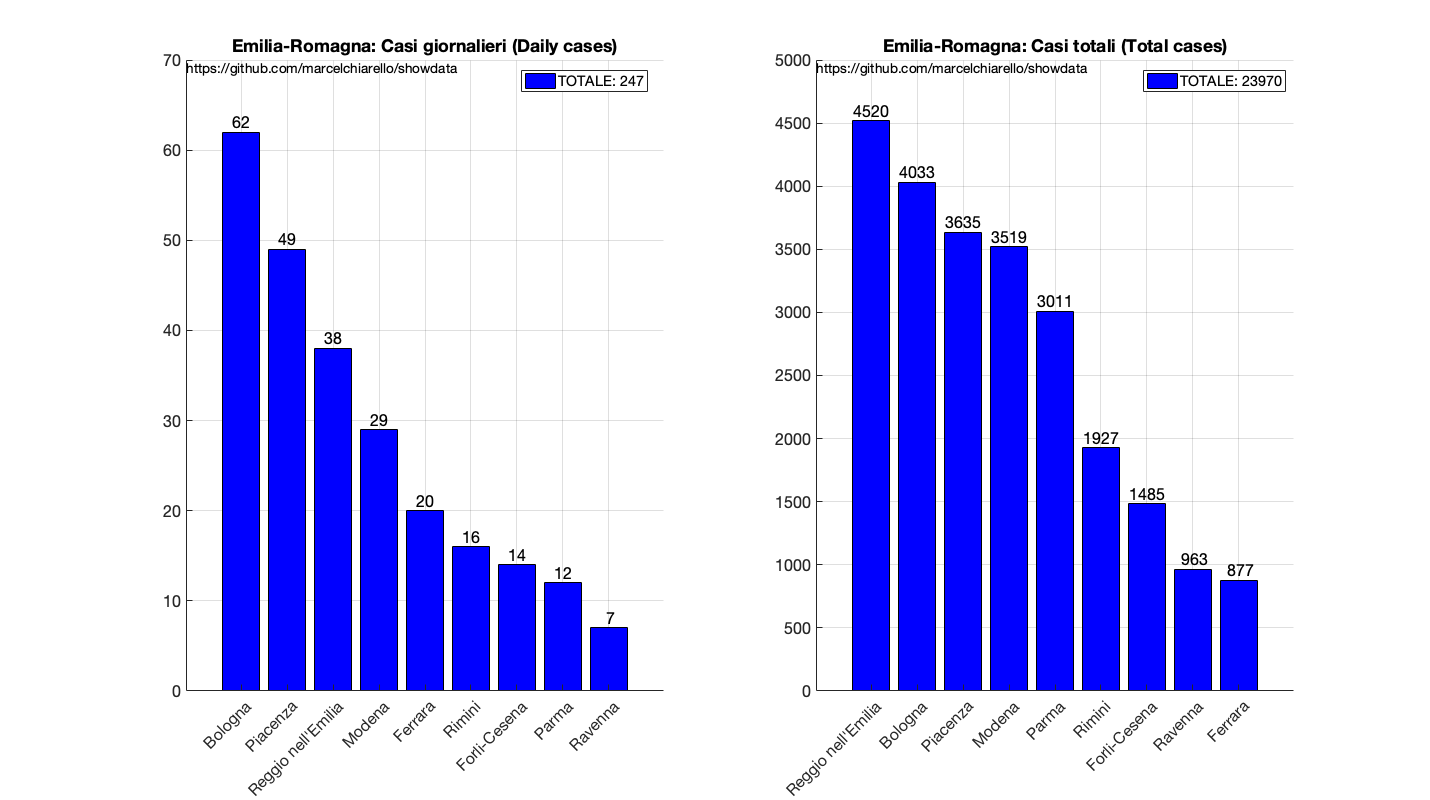 Emilia-Romagna: Casi giornalieri (Daily cases)
https://github.com/marcelchiarello/showdata
TOTALE: 247
70
60
50
40
30
20
10
0
62
49
38
29
20
16
14
12
7
Bologna
Piacenza
Reggio nell'Emilia
Modena
Ferrara
Rimini
Forlì-Cesena
Parma
Ravenna
Emilia-Romagna: Casi totali (Total cases)
https://github.com/marcelchiarello/showdata
TOTALE: 23970
5000
4500
4000
3500
3000
2500
2000
1500
1000
500
0
4520
4033
3635
3519
3011
1927
1485
963
877
Reggio nell'Emilia
Bologna
Piacenza
Modena
Parma
Rimini
Forlì-Cesena
Ravenna
Ferrara